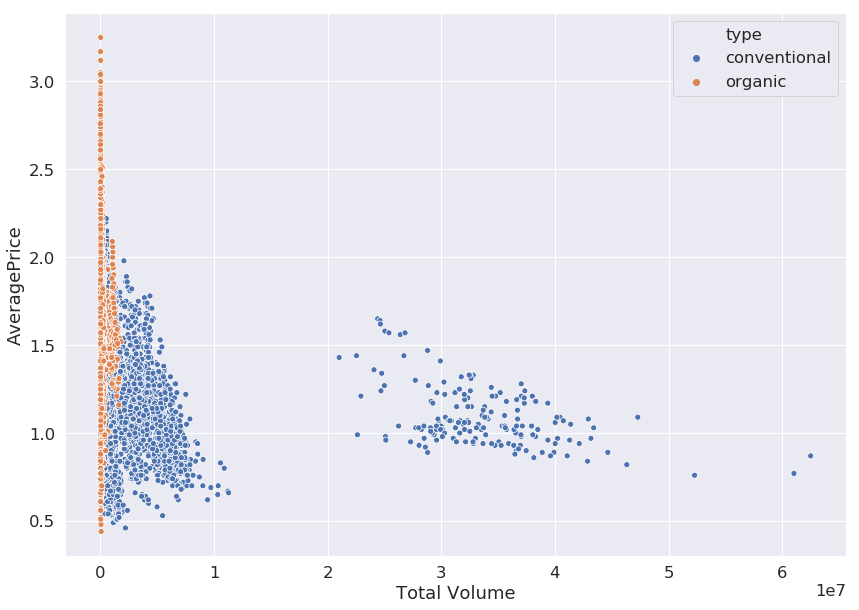 type
conventional
organic
3.0
2.5
2.0
1.5
1.0
0.5
AveragePrice
0 1 2 3 4 5 6
1e7
Total Volume